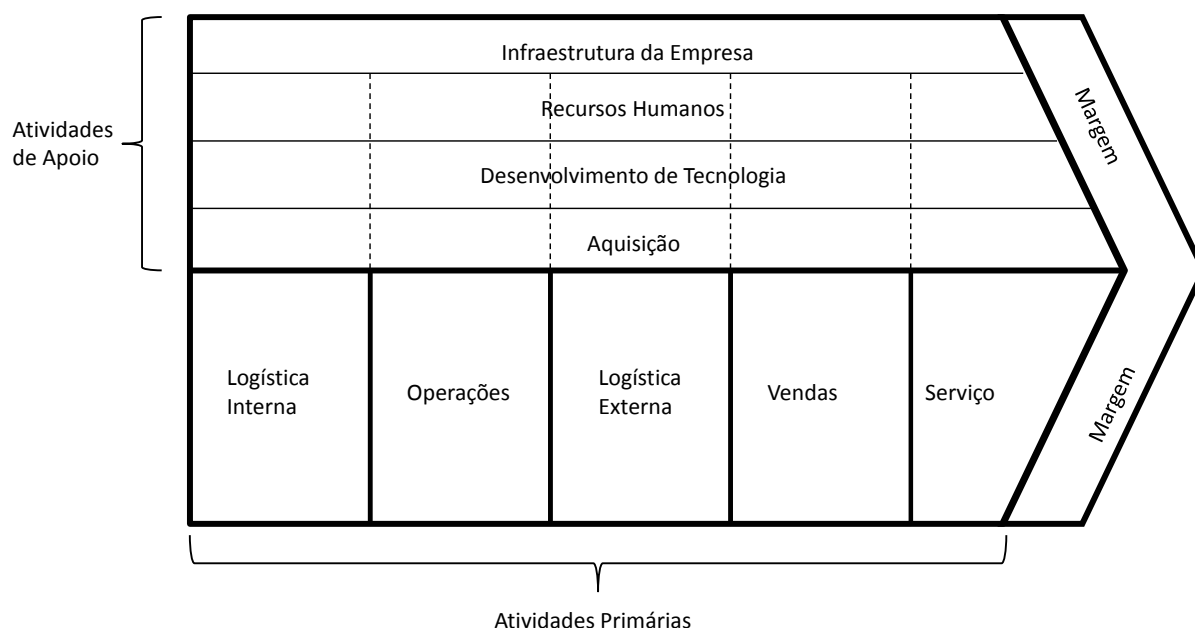 Infraestrutura da Empresa
Recursos Humanos
Desenvolvimento de Tecnologia
Aquisição
Atividades
de Apoio
Margem
Logística
Interna
Operações
Logística
Externa
Vendas
Serviço
Margem
Atividades Primárias